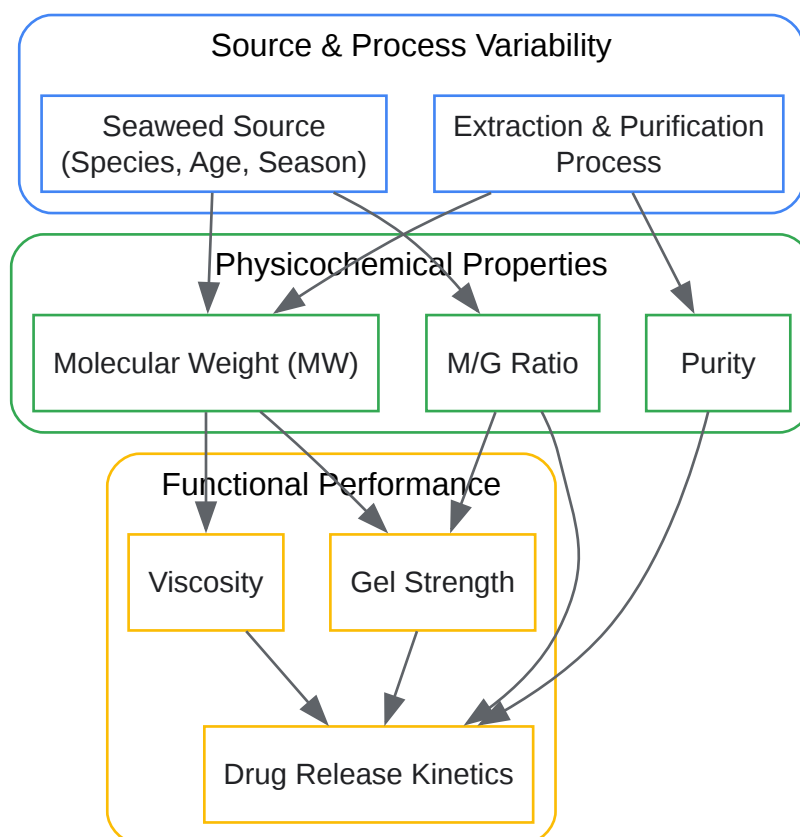 Source & Process Variability
Seaweed Source
(Species, Age, Season)
Extraction & Purification
Process
Physicochemical Properties
Molecular Weight (MW)
M/G Ratio
Purity
Functional Performance
Viscosity
Gel Strength
Drug Release Kinetics